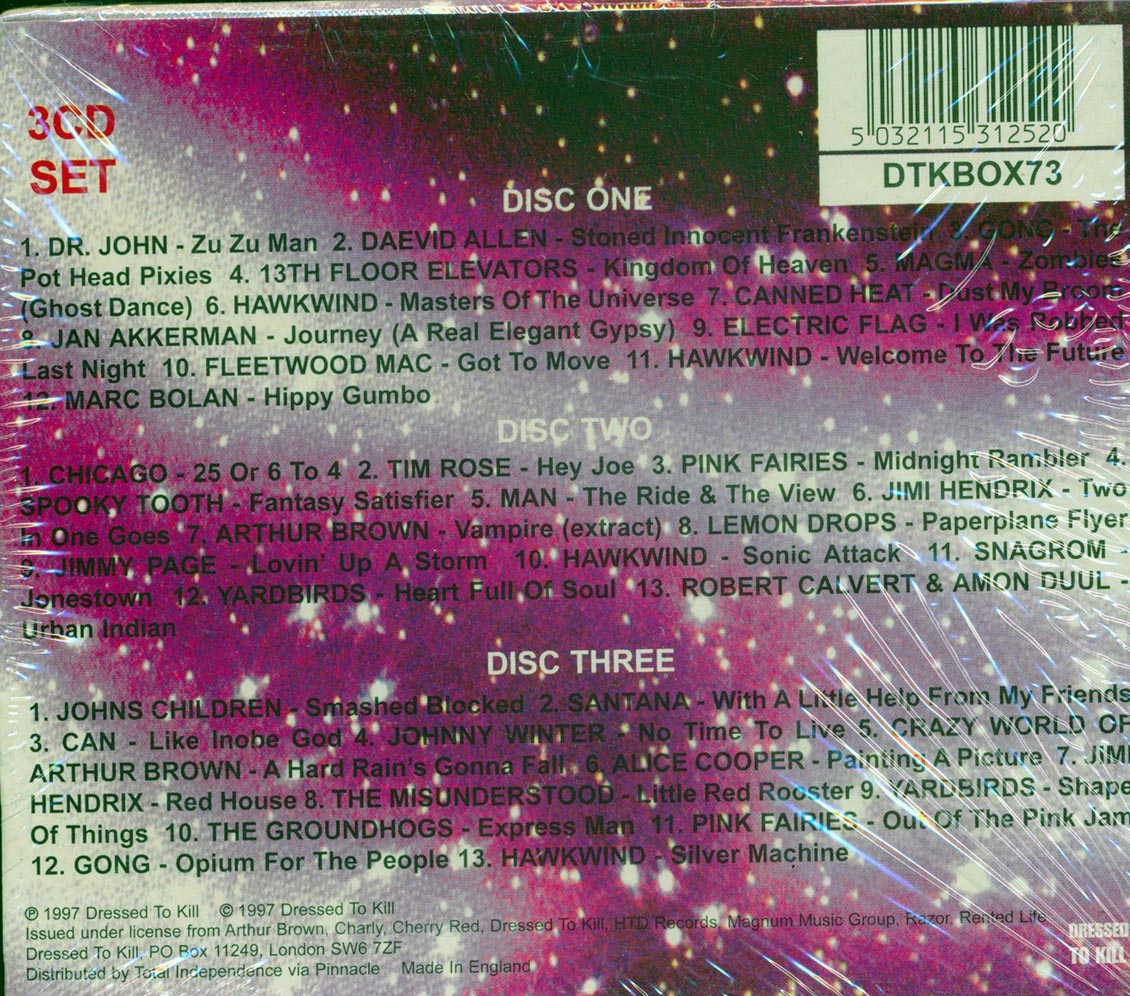 3CD
SET
5 032115 312520
DTKBOX73
DISC ONE
1. DR. JOHN - Zu Zu Man 2. DAEVID ALLEN - Stoned Innocent Frankenstein 3. GONG - The
Pot Head Pixies 4. 13TH FLOOR ELEVATORS - Kingdom Of Heaven 5. MAGMA - Zombies
(Ghost Dance) 6. HAWKWIND - Masters Of The Universe 7. CANNED HEAT - Dust My Broom
8. JAN AKKERMAN - Journey (A Real Elegant Gypsy) 9. ELECTRIC FLAG - I Was Robbed
Last Night 10. FLEETWOOD MAC - Got To Move 11. HAWKWIND - Welcome To The Future
12. MARC BOLAN - Hippy Gumbo
DISC TWO
1. CHICAGO - 25 Or 6 To 4 2. TIM ROSE - Hey Joe 3. PINK FAIRIES - Midnight Rambler 4.
SPOOKY TOOTH - Fantasy Satisfier 5. MAN - The Ride & The View 6. JIMI HENDRIX - Two
In One Goes 7. ARTHUR BROWN - Vampire (extract) 8. LEMON DROPS - Paperplane Flyer
9. JIMMY PAGE - Lovin' Up A Storm 10. HAWKWIND - Sonic Attack 11. SNAGROM -
Jonestown 12. YARDBIRDS - Heart Full Of Soul 13. ROBERT CALVERT & AMON DUUL -
Urban Indian
DISC THREE
1. JOHNS CHILDREN - Smashed Blocked 2. SANTANA - With A Little Help From My Friends
3. CAN - Like Inobe God 4. JOHNNY WINTER - No Time To Live 5. CRAZY WORLD OF
ARTHUR BROWN - A Hard Rain's Gonna Fall 6. ALICE COOPER - Painting A Picture 7. JIMI
HENDRIX - Red House 8. THE MISUNDERSTOOD - Little Red Rooster 9. YARDBIRDS - Shape
Of Things 10. THE GROUNDHOGS - Express Man 11. PINK FAIRIES - Out Of The Pink Jam
12. GONG - Opium For The People 13. HAWKWIND - Silver Machine
℗ 1997 Dressed To Kill © 1997 Dressed To Kill
Issued under license from Arthur Brown, Charly, Cherry Red, Dressed To Kill, HTD Records, Magnum Music Group, Razor, Rented Life
Dressed To Kill, PO Box 11249, London SW6 7ZF
Distributed by Total Independence via Pinnacle Made In England
DRESSED
TO KILL